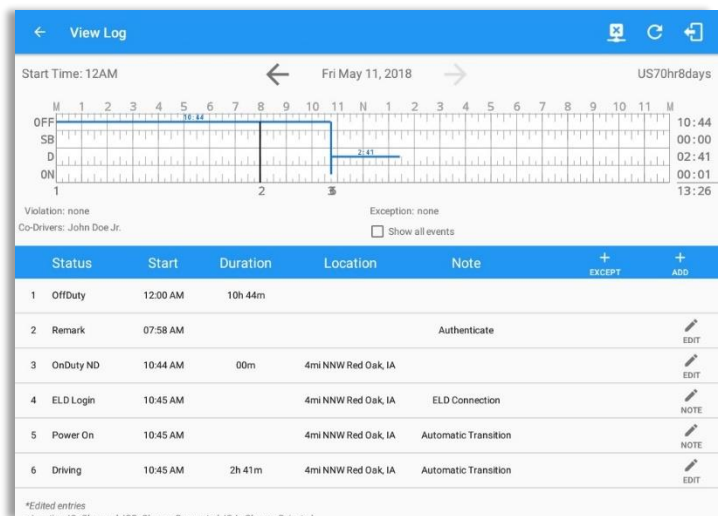 View Log
Start Time: 12AM
Fri May 11, 2018
US70hr8days
M 1 2 3 4 5 6 7 8 9 10 11 N 1 2 3 4 5 6 7 8 9 10 11 M
OFF 10:44 10:44
SB 00:00
D 2:41 02:41
ON 00:01
1 2 13:26
Violation: none Exception: none
Co-Drivers: John Doe Jr. Show all events
Status Start Duration Location Note + EXCEPT + ADD
1 OffDuty 12:00 AM 10h 44m
2 Remark 07:58 AM Authenticate EDIT
3 OnDuty ND 10:44 AM 00m 4mi NNW Red Oak, IA EDIT
4 ELD Login 10:45 AM 4mi NNW Red Oak, IA ELD Connection NOTE
5 Power On 10:45 AM 4mi NNW Red Oak, IA Automatic Transition NOTE
6 Driving 10:45 AM 2h 41m 4mi NNW Red Oak, IA Automatic Transition EDIT
*Edited entries